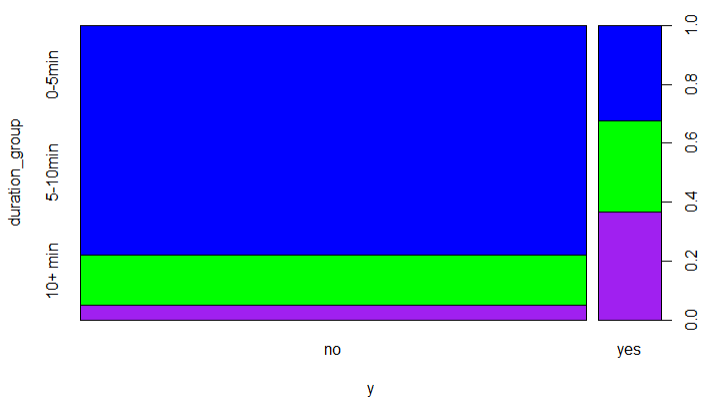 duration_group
0-5min
5-10min
10+ min
1.0
0.8
0.6
0.4
0.2
0.0
no
yes
y